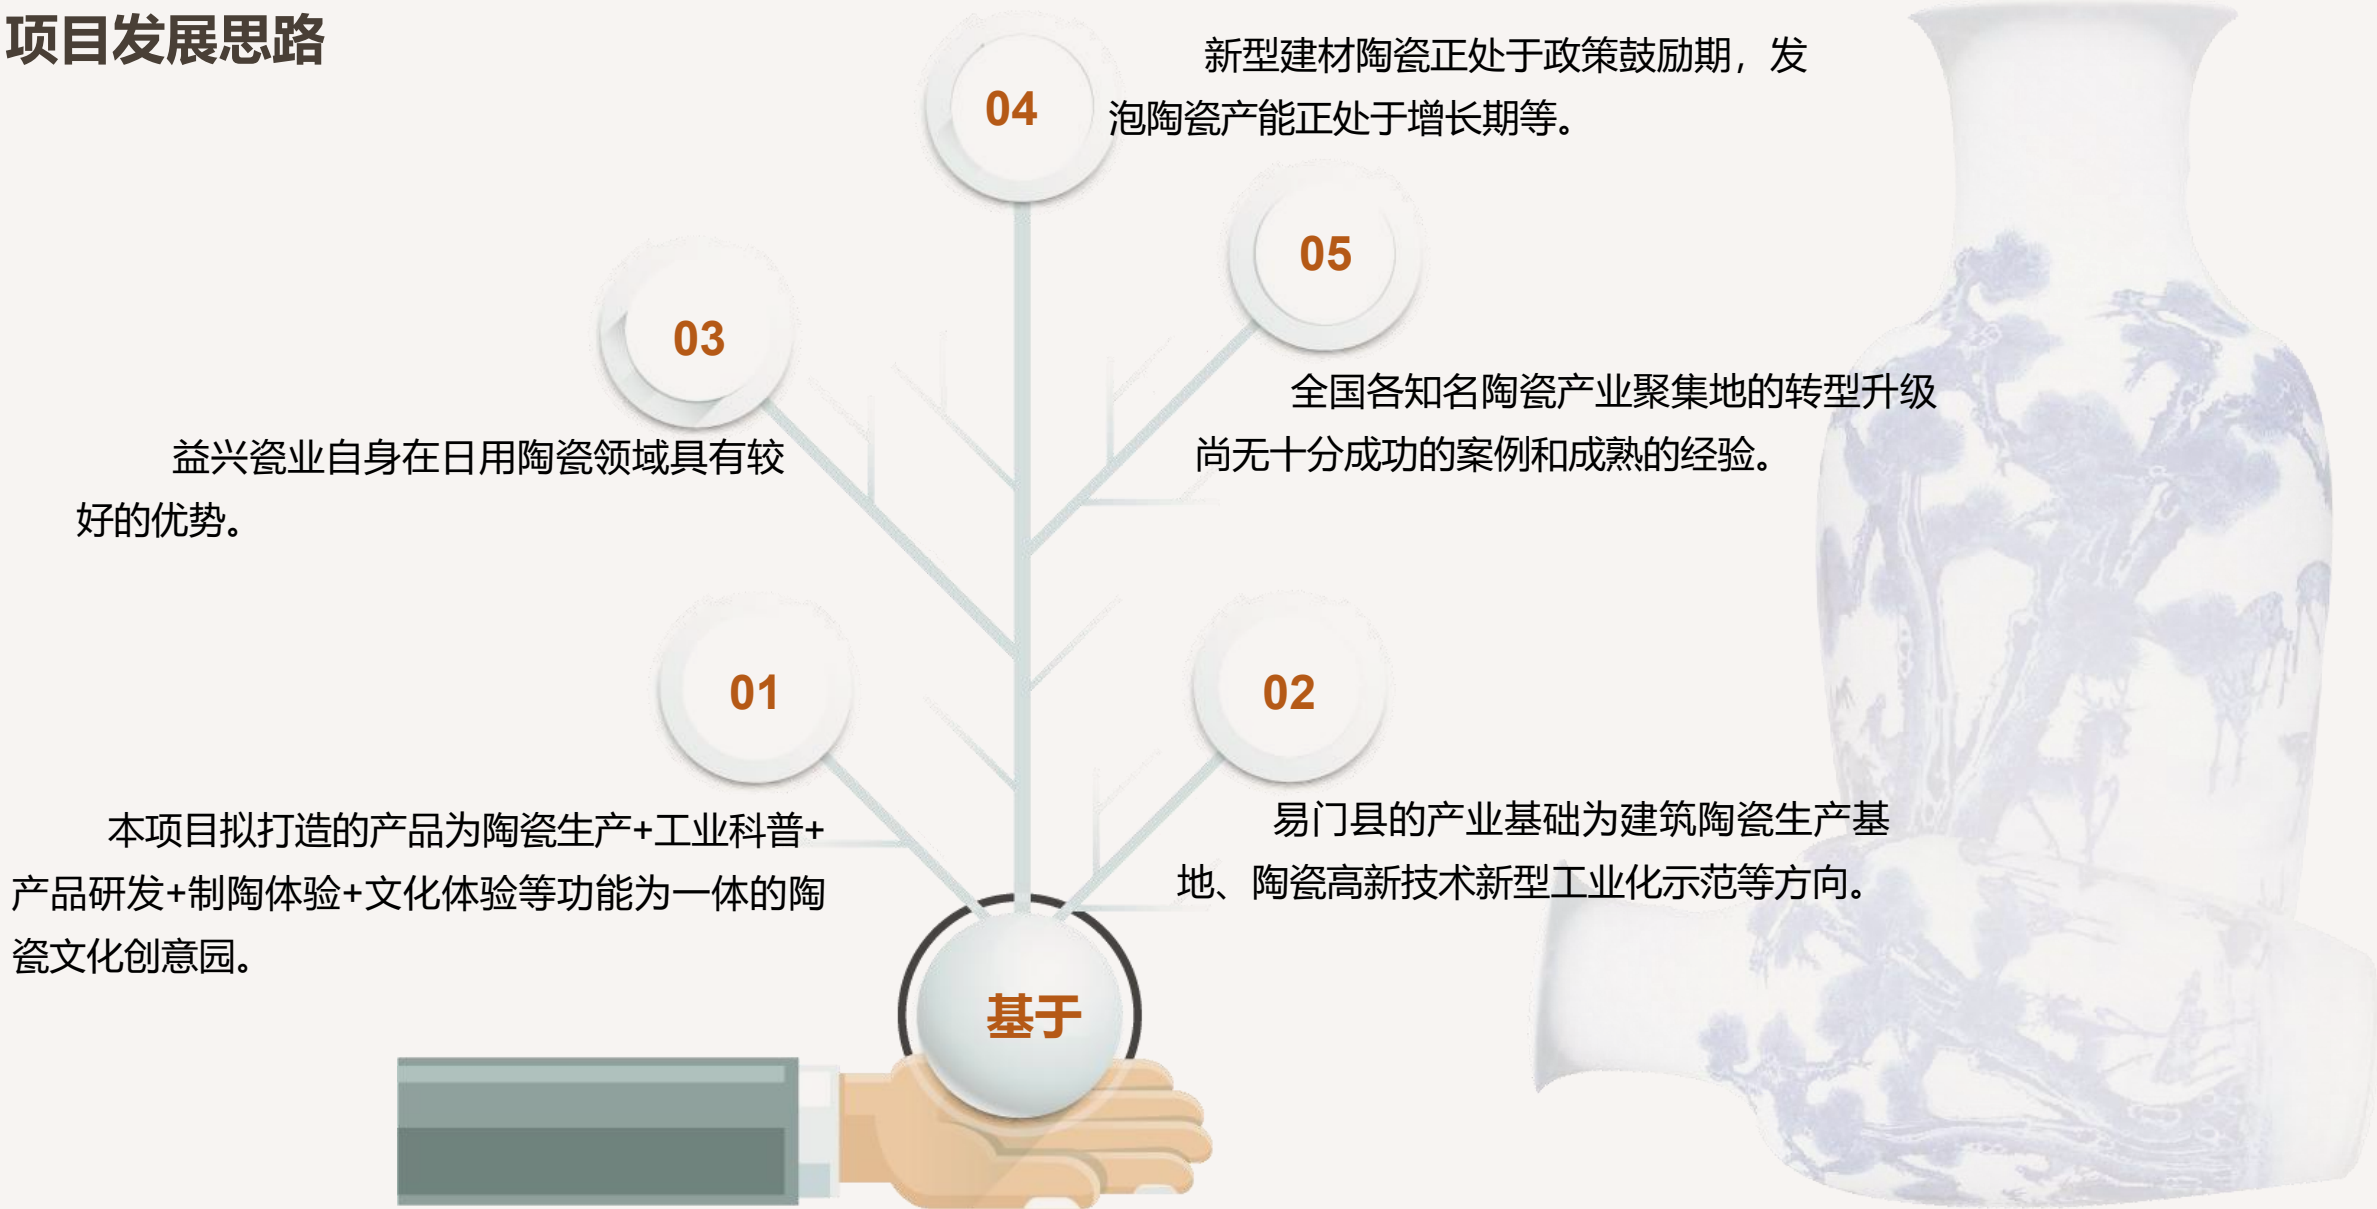 项目发展思路
04
新型建材陶瓷正处于政策鼓励期，发
泡陶瓷产能正处于增长期等。
05
全国各知名陶瓷产业聚集地的转型升级
尚无十分成功的案例和成熟的经验。
03
益兴瓷业自身在日用陶瓷领域具有较
好的优势。
01
本项目拟打造的产品为陶瓷生产+工业科普+
产品研发+制陶体验+文化体验等功能为一体的陶
瓷文化创意园。
02
易门县的产业基础为建筑陶瓷生产基
地、陶瓷高新技术新型工业化示范等方向。
基于